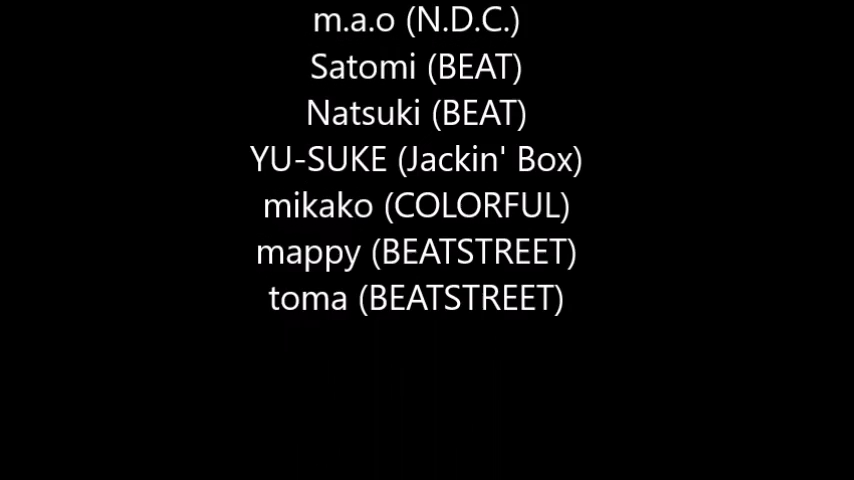 m.a.o (N.D.C.)
Satomi (BEAT)
Natsuki (BEAT)
YU-SUKE (Jackin' Box)
mikako (COLORFUL)
mappy (BEATSTREET)
toma (BEATSTREET)